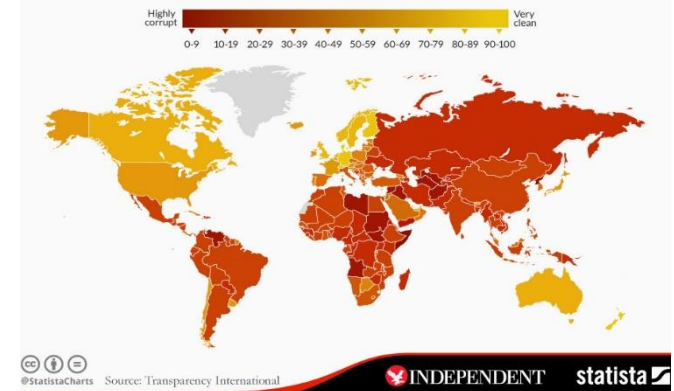 Highly corrupt
Very clean
0-9 10-19 20-29 30-39 40-49 50-59 60-69 70-79 80-89 90-100
@StatistaCharts Source: Transparency International
INDEPENDENT statista